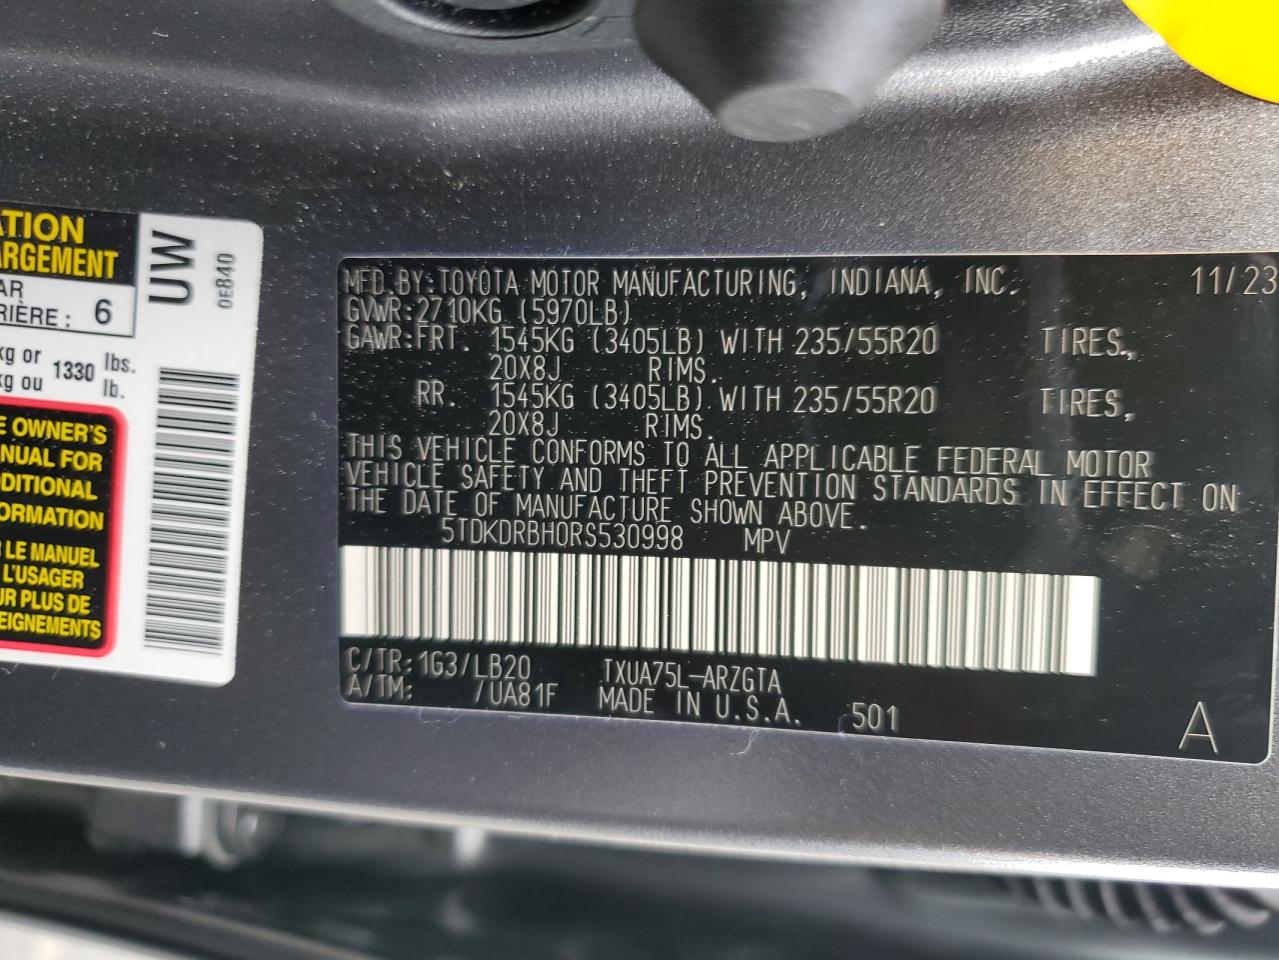 ATION
ARGEMENT
AR
RIÈRE: 6
kg or 1330 lbs.
kg ou lb.
E OWNER'S
NUAL FOR
DITIONAL
FORMATION
LE MANUEL
L'USAGER
UR PLUS DE
EIGNEMENTS
UW
0E840
MFD.BY:TOYOTA MOTOR MANUFACTURING, INDIANA, INC. 11/23
GVWR:2710KG (5970LB)
GAWR:FRT. 1545KG (3405LB) WITH 235/55R20 TIRES,
20X8J RIMS.
RR. 1545KG (3405LB) WITH 235/55R20 TIRES,
20X8J RIMS.
THIS VEHICLE CONFORMS TO ALL APPLICABLE FEDERAL MOTOR
VEHICLE SAFETY AND THEFT PREVENTION STANDARDS IN EFFECT ON
THE DATE OF MANUFACTURE SHOWN ABOVE.
5TDKDRBH0RS530998 MPV
C/TR:1G3/LB20 TXUA75L-ARZGTA
A/TM: /UA81F MADE IN U.S.A. 501 A